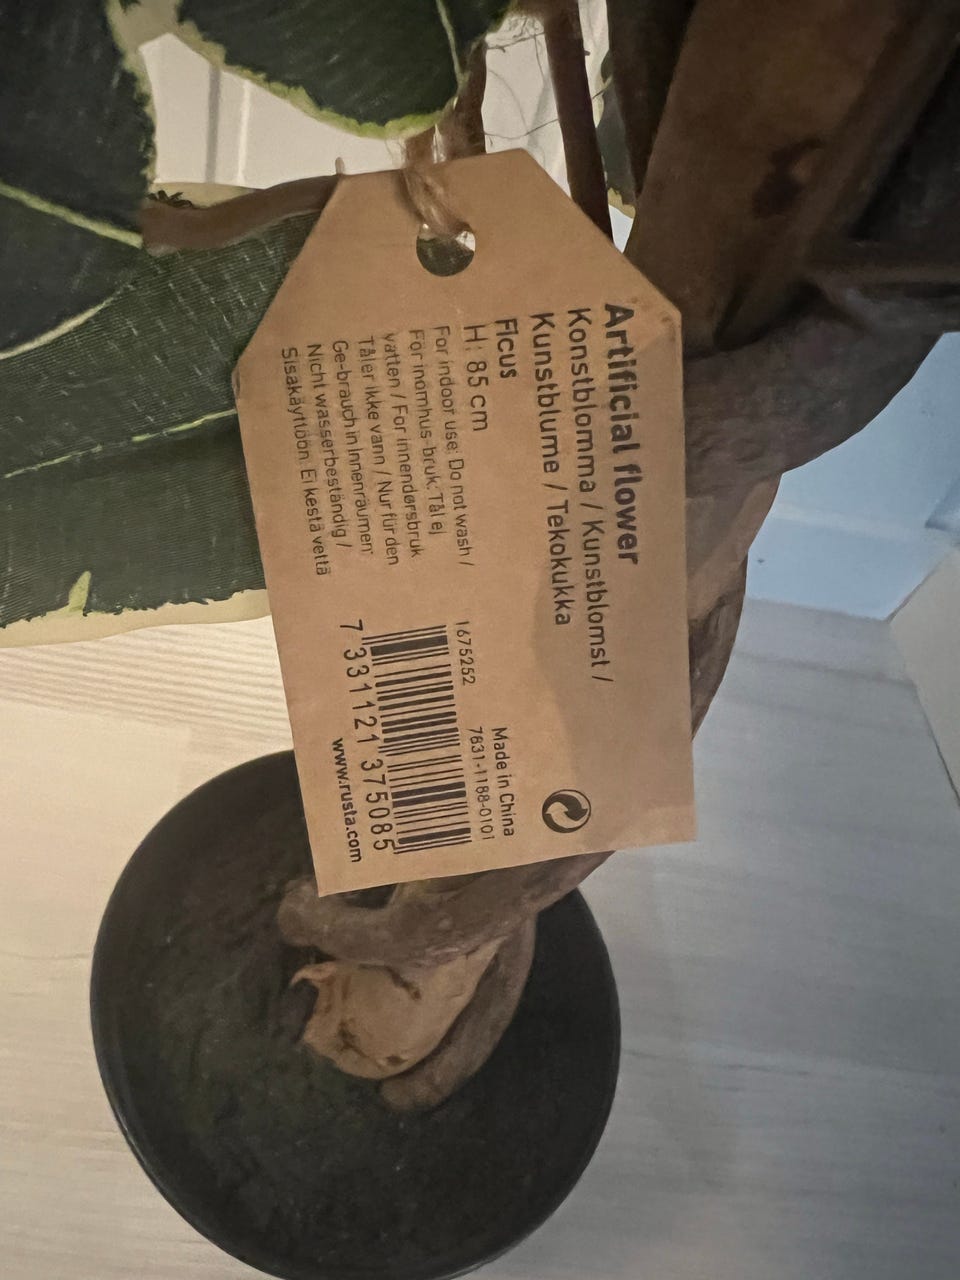 Artificial flower
Konstblomma / Kunstblomst /
Kunstblume / Tekokukka
Ficus
H: 85 cm
For indoor use: Do not wash /
För inomhus-bruk: Tål ej
vatten / For innendørsbruk
Tåler ikke vann / Nur für den
Ge-brauch in Innenräumen:
Nicht wasserbeständig /
Sisäkäyttöön. Ei kestä vettä
Made in China
7831-1188-0101
1675252
7 331121 375085
www.rusta.com